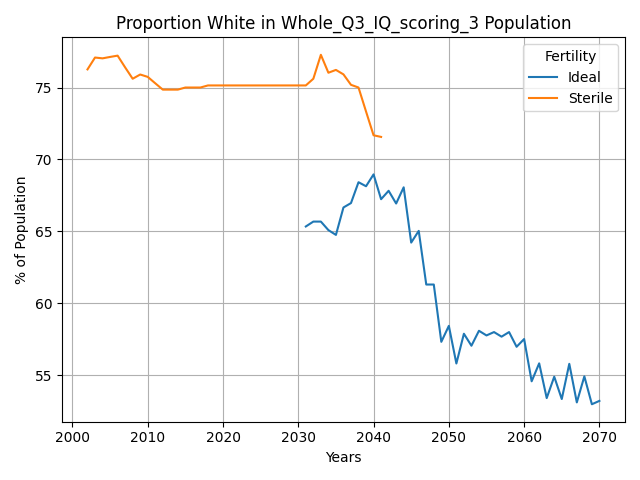 Proportion White in Whole_Q3_IQ_scoring_3 Population
Fertility
Ideal
Sterile
% of Population
75
70
65
60
55
2000
2010
2020
2030
2040
2050
2060
2070
Years